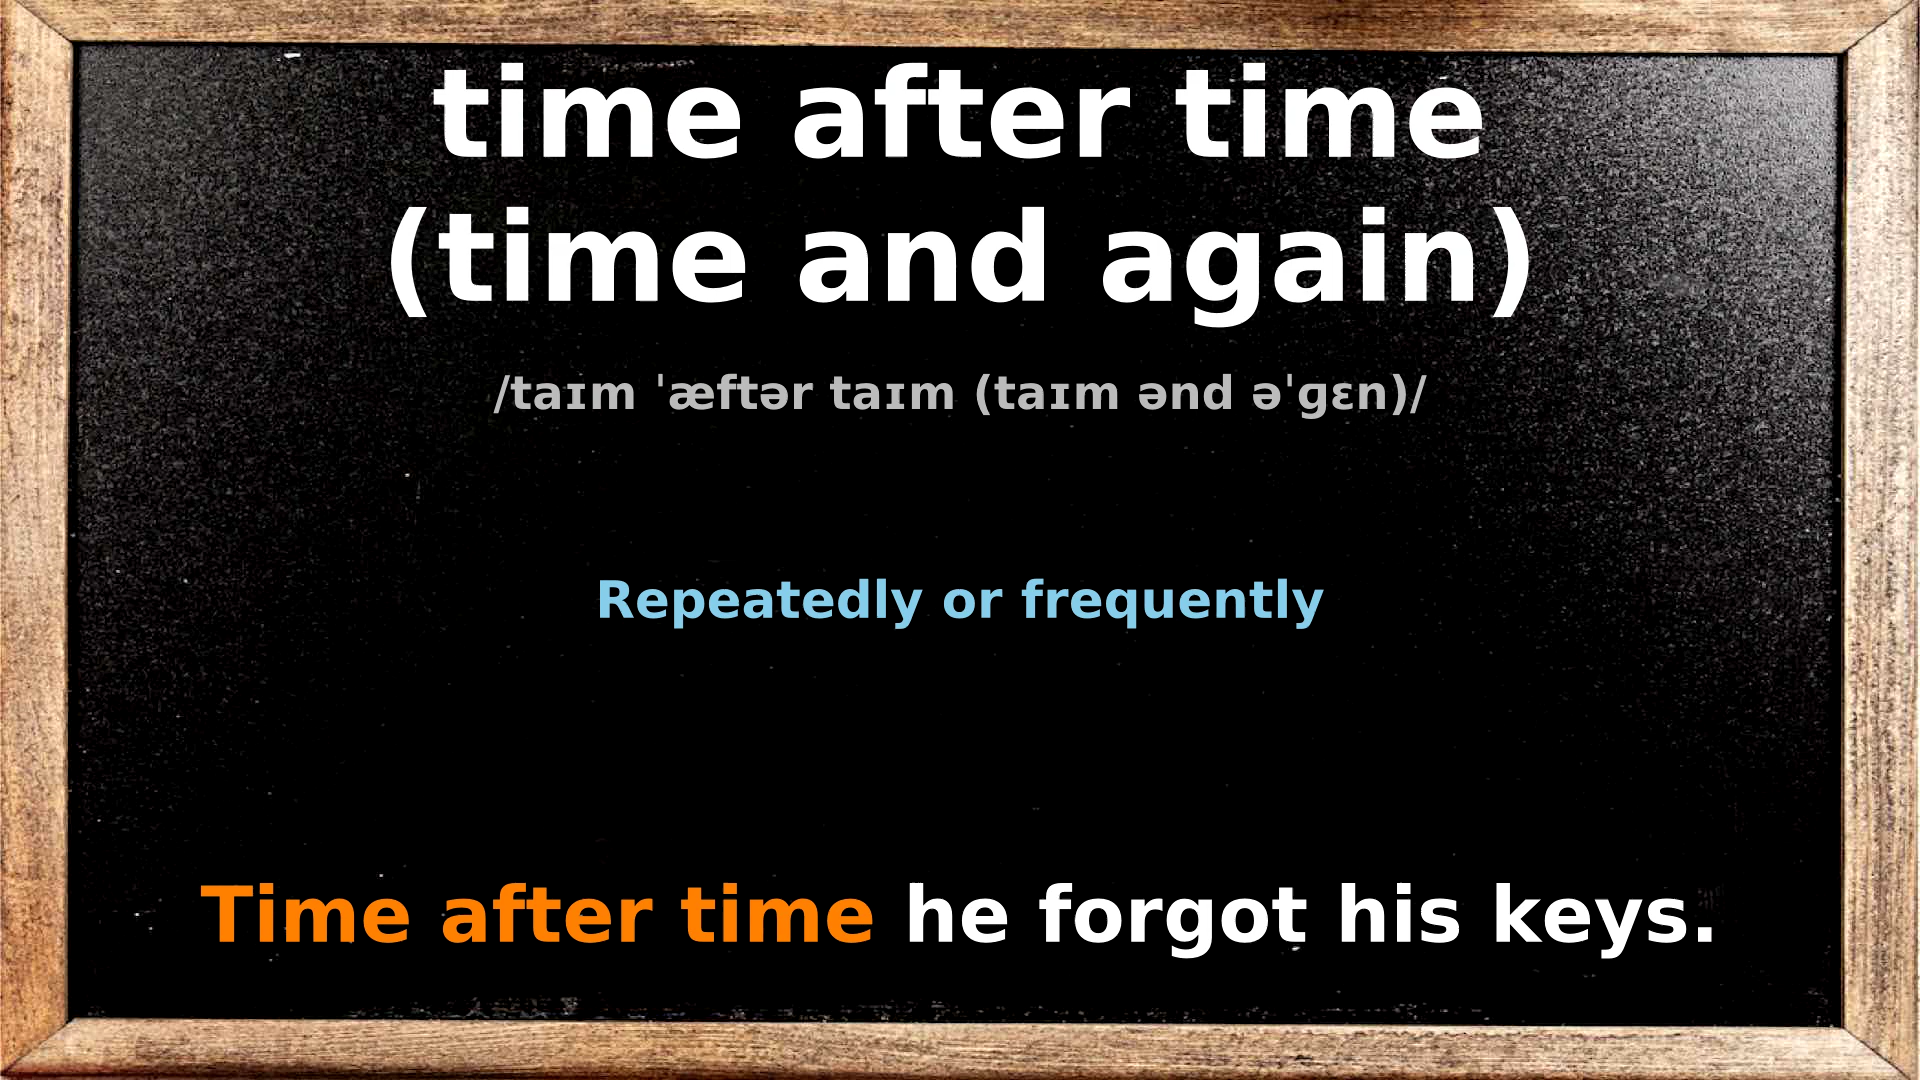 time after time
(time and again)
/taɪm ˈæftər taɪm (taɪm ənd əˈɡɛn)/
Repeatedly or frequently
Time after time he forgot his keys.